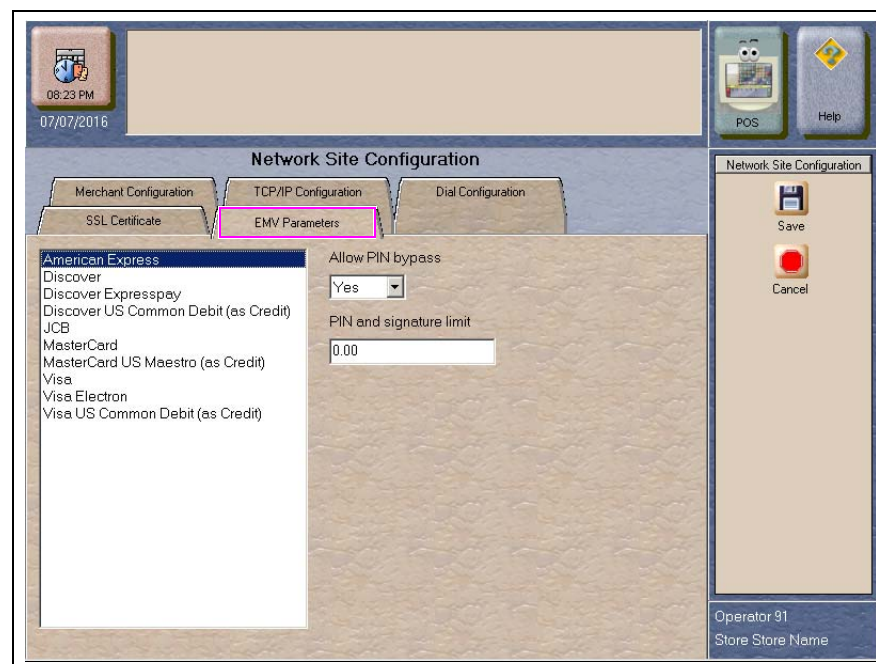 08:23 PM
07/07/2016
POS
Help
Network Site Configuration
Merchant Configuration
TCP/IP Configuration
Dial Configuration
SSL Certificate
EMV Parameters
American Express
Discover
Discover Expresspay
Discover US Common Debit (as Credit)
JCB
MasterCard
MasterCard US Maestro (as Credit)
Visa
Visa Electron
Visa US Common Debit (as Credit)
Allow PIN bypass
Yes
PIN and signature limit
0.00
Network Site Configuration
Save
Cancel
Operator 91
Store Store Name